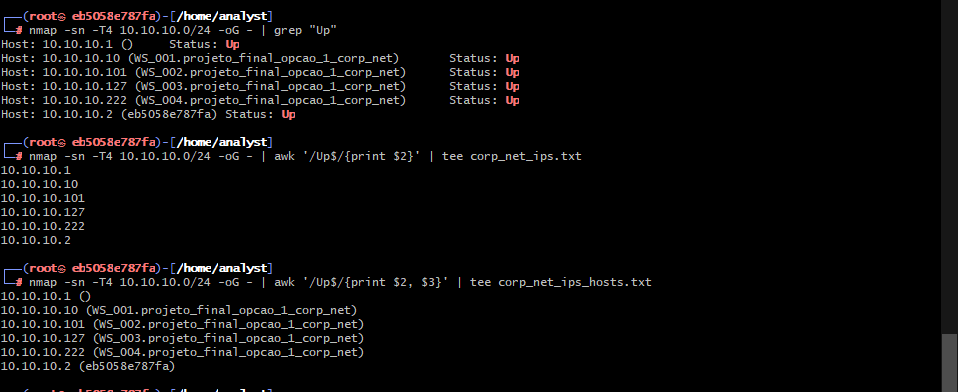 ┌──(root㉿ eb5058e787fa)-[/home/analyst]
└─# nmap -sn -T4 10.10.10.0/24 -oG - | grep "Up"
Host: 10.10.10.1 ()     Status: Up
Host: 10.10.10.10 (WS_001.projeto_final_opcao_1_corp_net)       Status: Up
Host: 10.10.10.101 (WS_002.projeto_final_opcao_1_corp_net)      Status: Up
Host: 10.10.10.127 (WS_003.projeto_final_opcao_1_corp_net)      Status: Up
Host: 10.10.10.222 (WS_004.projeto_final_opcao_1_corp_net)      Status: Up
Host: 10.10.10.2 (eb5058e787fa) Status: Up
┌──(root㉿ eb5058e787fa)-[/home/analyst]
└─# nmap -sn -T4 10.10.10.0/24 -oG - | awk '/Up$/{print $2}' | tee corp_net_ips.txt
10.10.10.1
10.10.10.10
10.10.10.101
10.10.10.127
10.10.10.222
10.10.10.2
┌──(root㉿ eb5058e787fa)-[/home/analyst]
└─# nmap -sn -T4 10.10.10.0/24 -oG - | awk '/Up$/{print $2, $3}' | tee corp_net_ips_hosts.txt
10.10.10.1 ()
10.10.10.10 (WS_001.projeto_final_opcao_1_corp_net)
10.10.10.101 (WS_002.projeto_final_opcao_1_corp_net)
10.10.10.127 (WS_003.projeto_final_opcao_1_corp_net)
10.10.10.222 (WS_004.projeto_final_opcao_1_corp_net)
10.10.10.2 (eb5058e787fa)
┌──(root㉿ eb5058e787fa)-[/home/analyst]